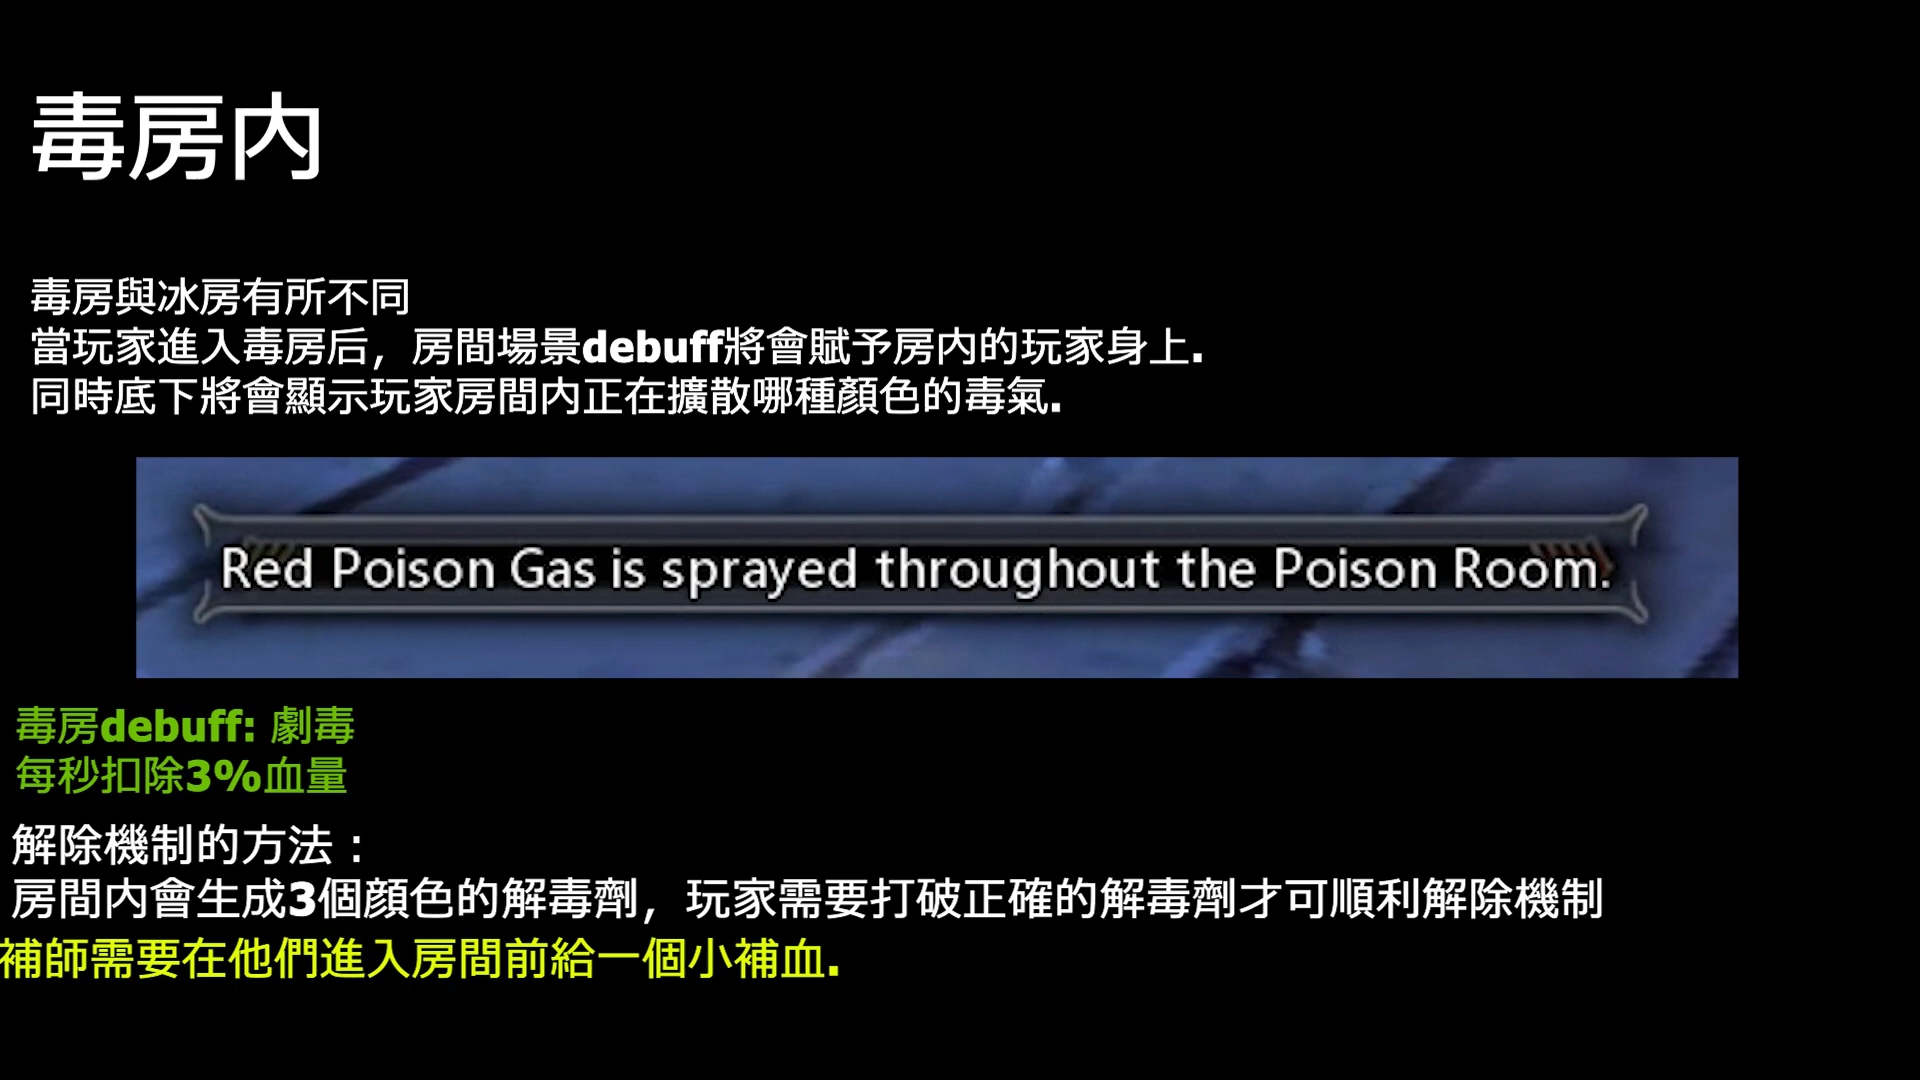 毒房內
毒房與冰房有所不同
當玩家進入毒房后，房間場景debuff將會賦予房內的玩家身上.
同時底下將會顯示玩家房間內正在擴散哪種顏色的毒氣.
Red Poison Gas is sprayed throughout the Poison Room.
毒房debuff: 劇毒
每秒扣除3%血量
解除機制的方法：
房間內會生成3個顏色的解毒劑，玩家需要打破正確的解毒劑才可順利解除機制
補師需要在他們進入房間前給一個小補血.